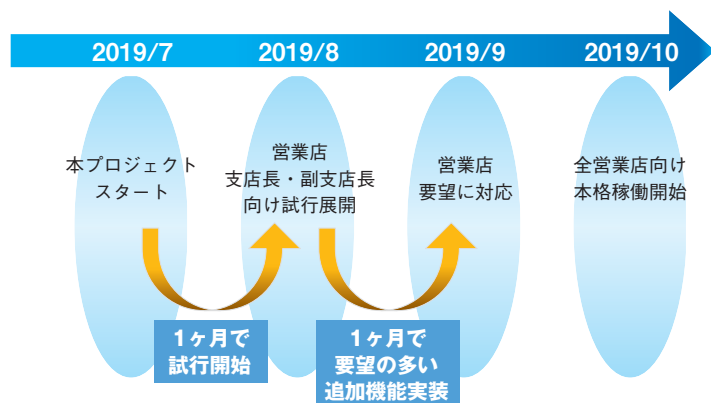 2019/7
2019/8
2019/9
2019/10
本プロジェクト
スタート
営業店
支店長・副支店長
向け試行展開
営業店
要望に対応
全営業店向け
本格稼働開始
1ヶ月で
試行開始
1ヶ月で
要望の多い
追加機能実装